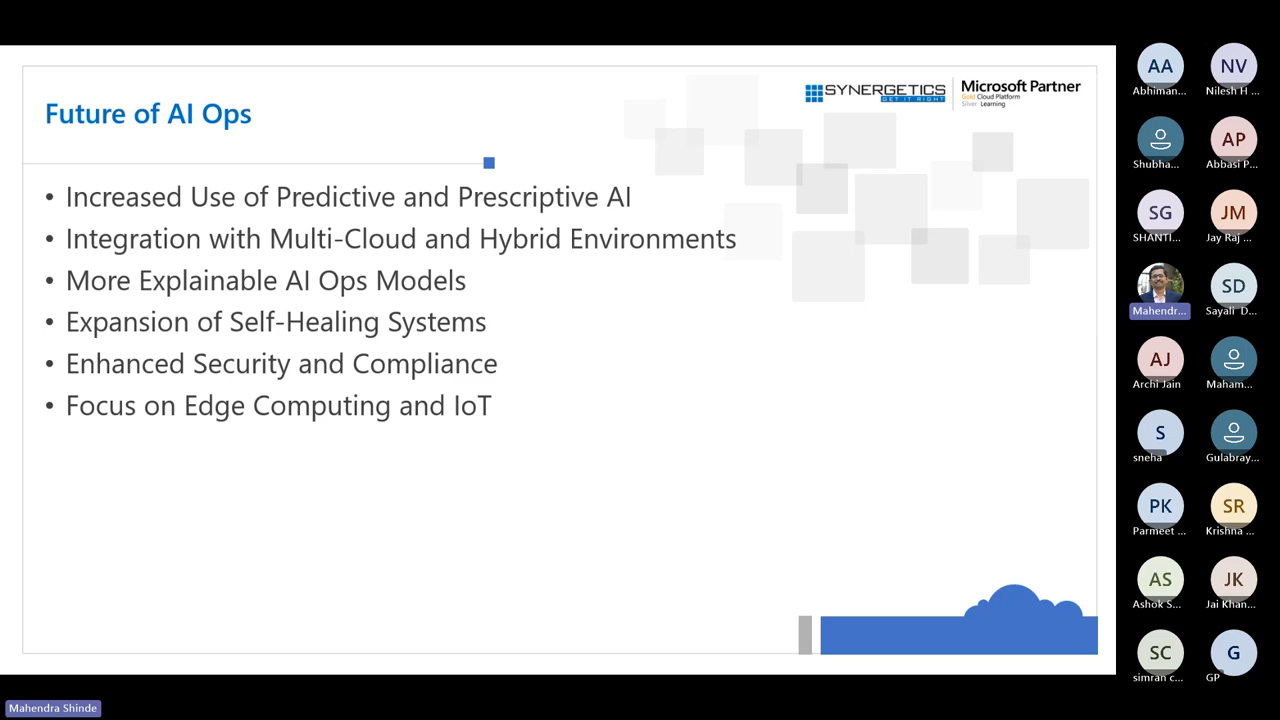 Future of AI Ops
SYNERGETICS
GET IT RIGHT
Microsoft Partner
Gold Cloud Platform
Silver Learning
• Increased Use of Predictive and Prescriptive AI
• Integration with Multi-Cloud and Hybrid Environments
• More Explainable AI Ops Models
• Expansion of Self-Healing Systems
• Enhanced Security and Compliance
• Focus on Edge Computing and IoT
AA
NV
Abhiman...
Nilesh H ...
AP
Shubha...
Abbasi P...
SG
JM
SHANTI...
Jay Raj ...
SD
Mahendr...
Sayali D...
AJ
Archi Jain
Maham...
S
sneha
Gulabray...
PK
SR
Parmeet ...
Krishna ...
AS
JK
Ashok S...
Jai Khan...
SC
G
simran c...
GP
Mahendra Shinde